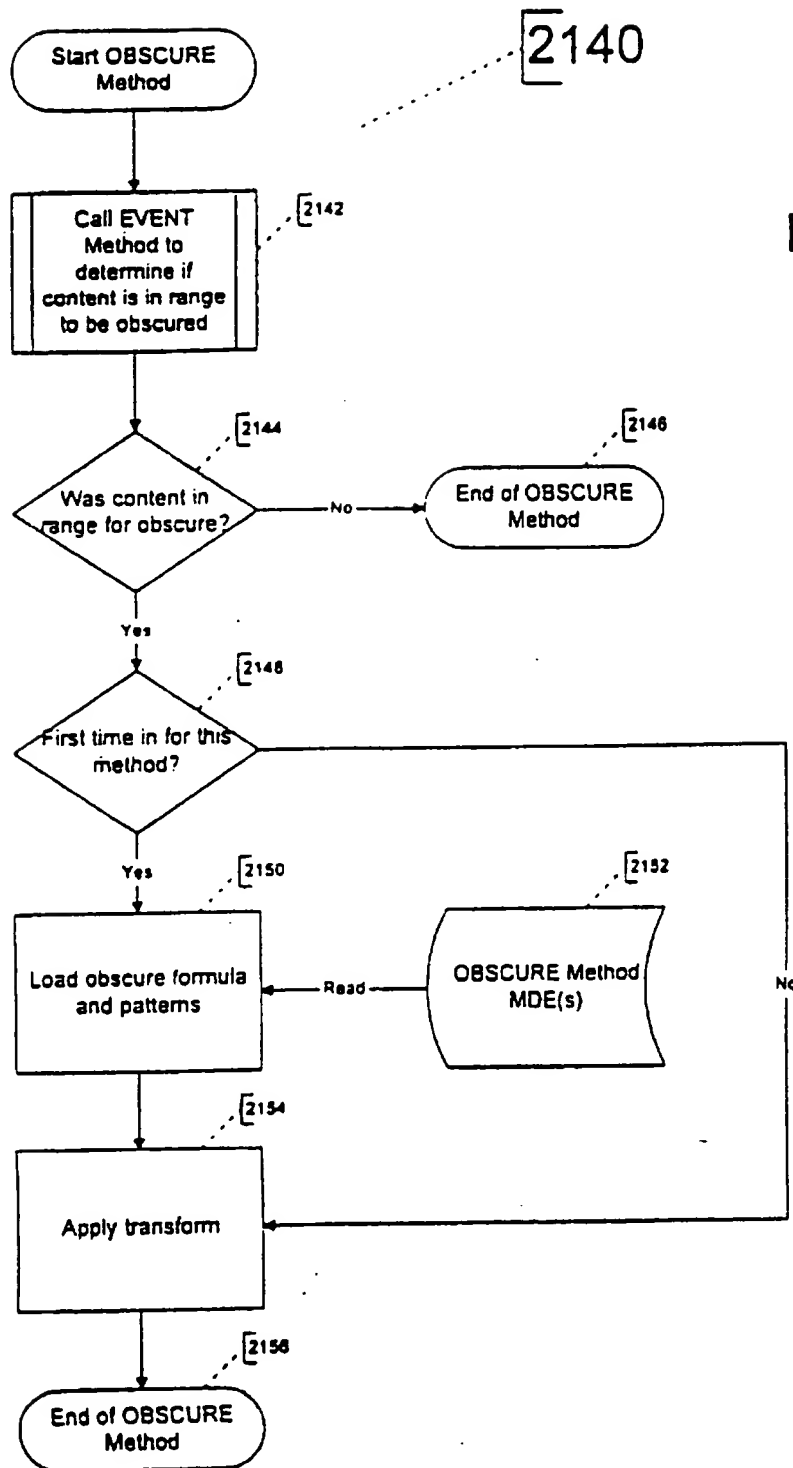 Start OBSCURE
Method
2140
Call EVENT
Method to
determine if
content is in range
to be obscured
2142
2144
Was content in
range for obscure?
No
2146
End of OBSCURE
Method
Yes
2148
First time in for this
method?
Yes
2150
2152
Load obscure formula
and patterns
Read
OBSCURE Method
MDE(s)
No
2154
Apply transform
2156
End of OBSCURE
Method